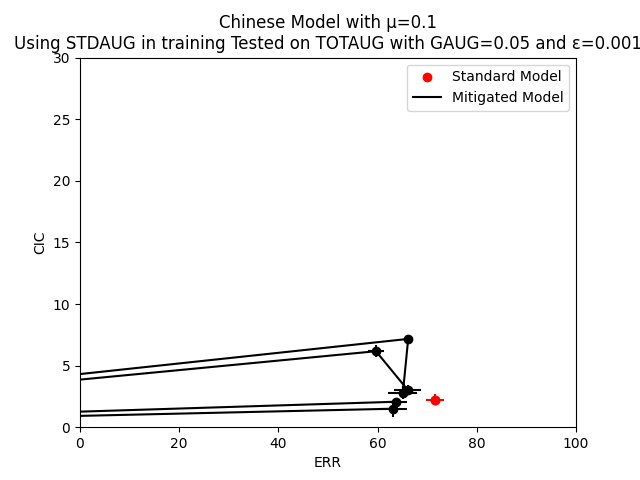 Chinese Model with μ=0.1
Using STDAUG in training Tested on TOTAUG with GAUG=0.05 and ε=0.001
Standard Model
Mitigated Model
30
25
20
15
10
5
0
CIC
0 20 40 60 80 100
ERR